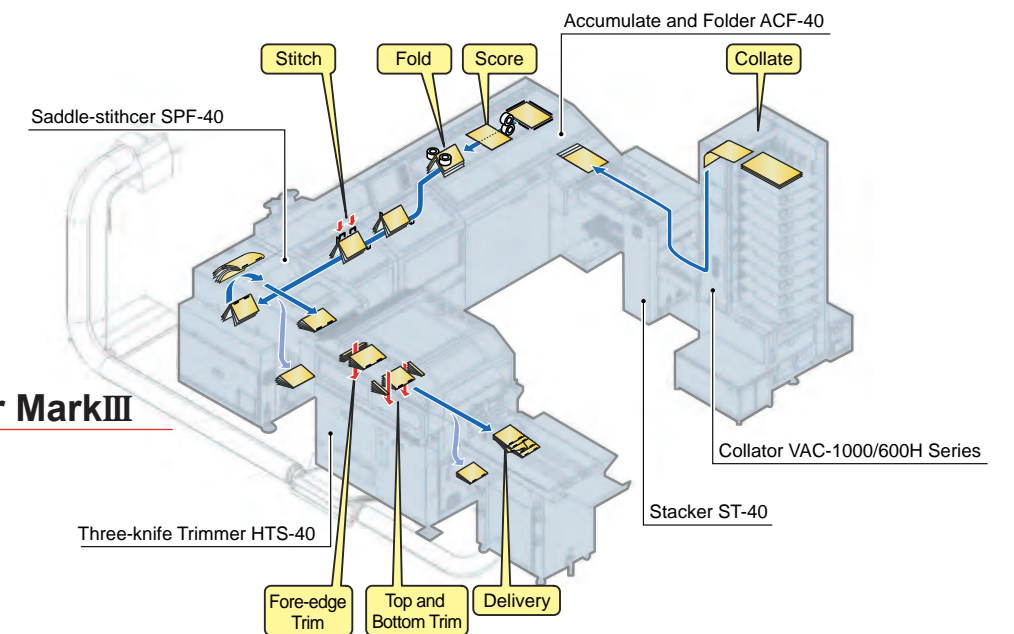 Accumulate and Folder ACF-40
Stitch
Fold
Score
Collate
Saddle-stithcer SPF-40
r MarkⅢ
Collator VAC-1000/600H Series
Stacker ST-40
Three-knife Trimmer HTS-40
Fore-edge
Trim
Top and
Bottom Trim
Delivery